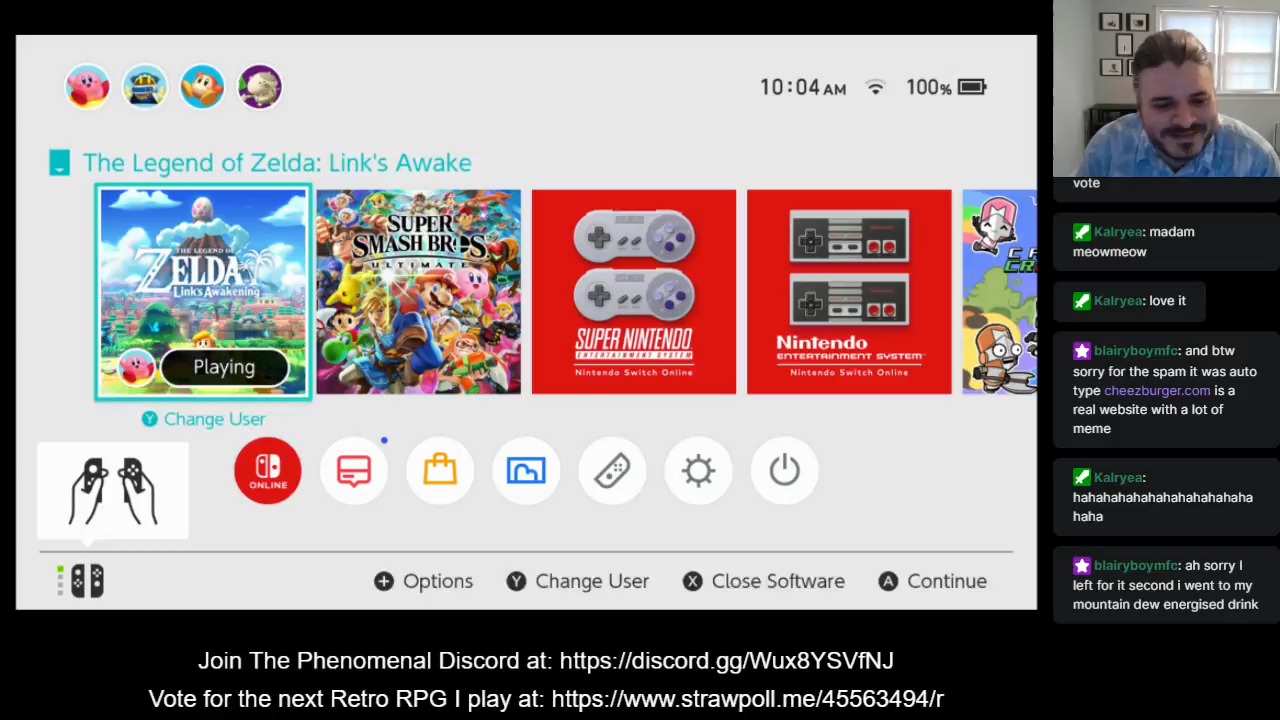 10:04 AM 100%
The Legend of Zelda: Link's Awake
THE LEGEND OF
ZELDA
Link's Awakening
Playing
SUPER
SMASH BROS.
ULTIMATE
SUPER NINTENDO
ENTERTAINMENT SYSTEM
Nintendo Switch Online
Nintendo
ENTERTAINMENT SYSTEM™
Nintendo Switch Online
Y Change User
ONLINE
+ Options
Y Change User
X Close Software
A Continue
vote
Kalryea: madam
meowmeow
Kalryea: love it
blairyboymfc: and btw
sorry for the spam it was auto
type cheezburger.com is a
real website with a lot of
meme
Kalryea:
hahahahahahahahahahaha
haha
blairyboymfc: ah sorry I
left for it second i went to my
mountain dew energised drink
Join The Phenomenal Discord at: https://discord.gg/Wux8YSVfNJ
Vote for the next Retro RPG I play at: https://www.strawpoll.me/45563494/r